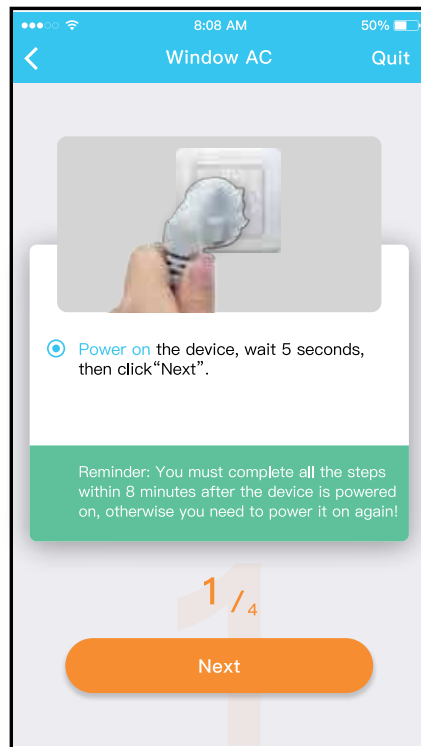 8:08 AM
50%
Window AC
Quit
Power on the device, wait 5 seconds,
then click“Next”.
Reminder: You must complete all the steps
within 8 minutes after the device is powered
on, otherwise you need to power it on again!
1 / 4
Next